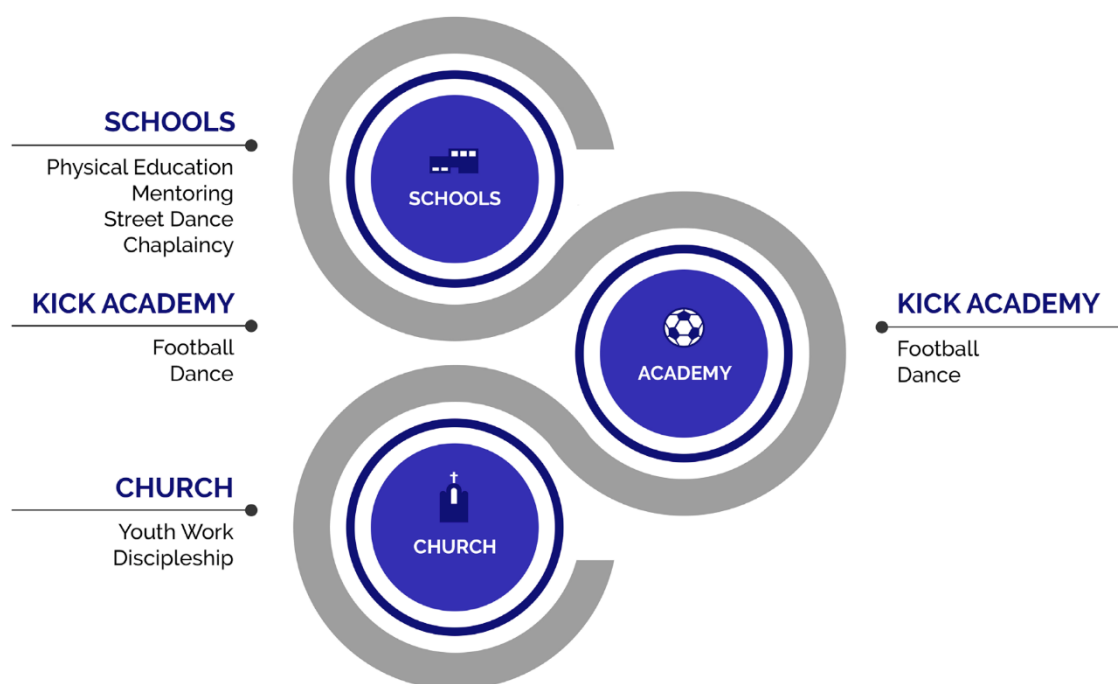 SCHOOLS
Physical Education
Mentoring
Street Dance
Chaplaincy
SCHOOLS
KICK ACADEMY
Football
Dance
ACADEMY
KICK ACADEMY
Football
Dance
CHURCH
Youth Work
Discipleship
CHURCH